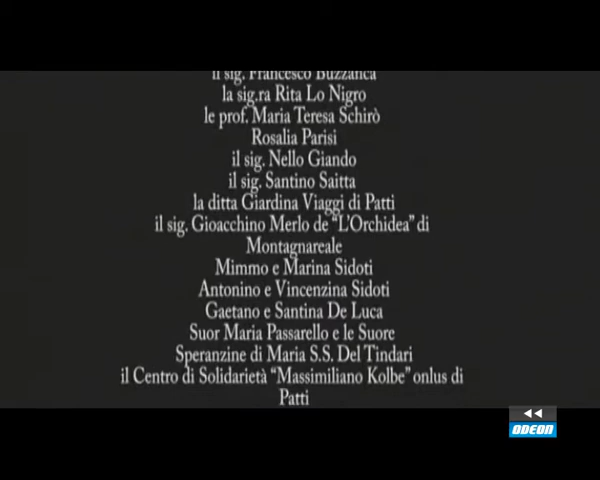 il sig. Francesco Buzzanca
la sig.ra Rita Lo Nigro
le prof. Maria Teresa Schirò
Rosalia Parisi
il sig. Nello Giando
il sig. Santino Saitta
la ditta Giardina Viaggi di Patti
il sig. Gioacchino Merlo de “L'Orchidea” di
Montagnareale
Mimmo e Marina Sidoti
Antonino e Vincenzina Sidoti
Gaetano e Santina De Luca
Suor Maria Passarello e le Suore
Speranzine di Maria S.S. Del Tindari
il Centro di Solidarietà “Massimiliano Kolbe” onlus di
Patti
ODEON